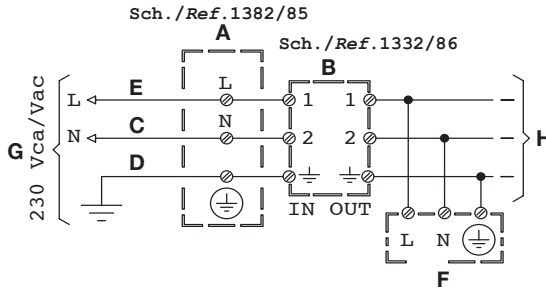 Sch./Ref.1382/85
A
Sch./Ref.1332/86
B
G
230 Vca/Vac
L
E
L
1
1
N
C
N
2
2
H
D
IN OUT
L
N
F